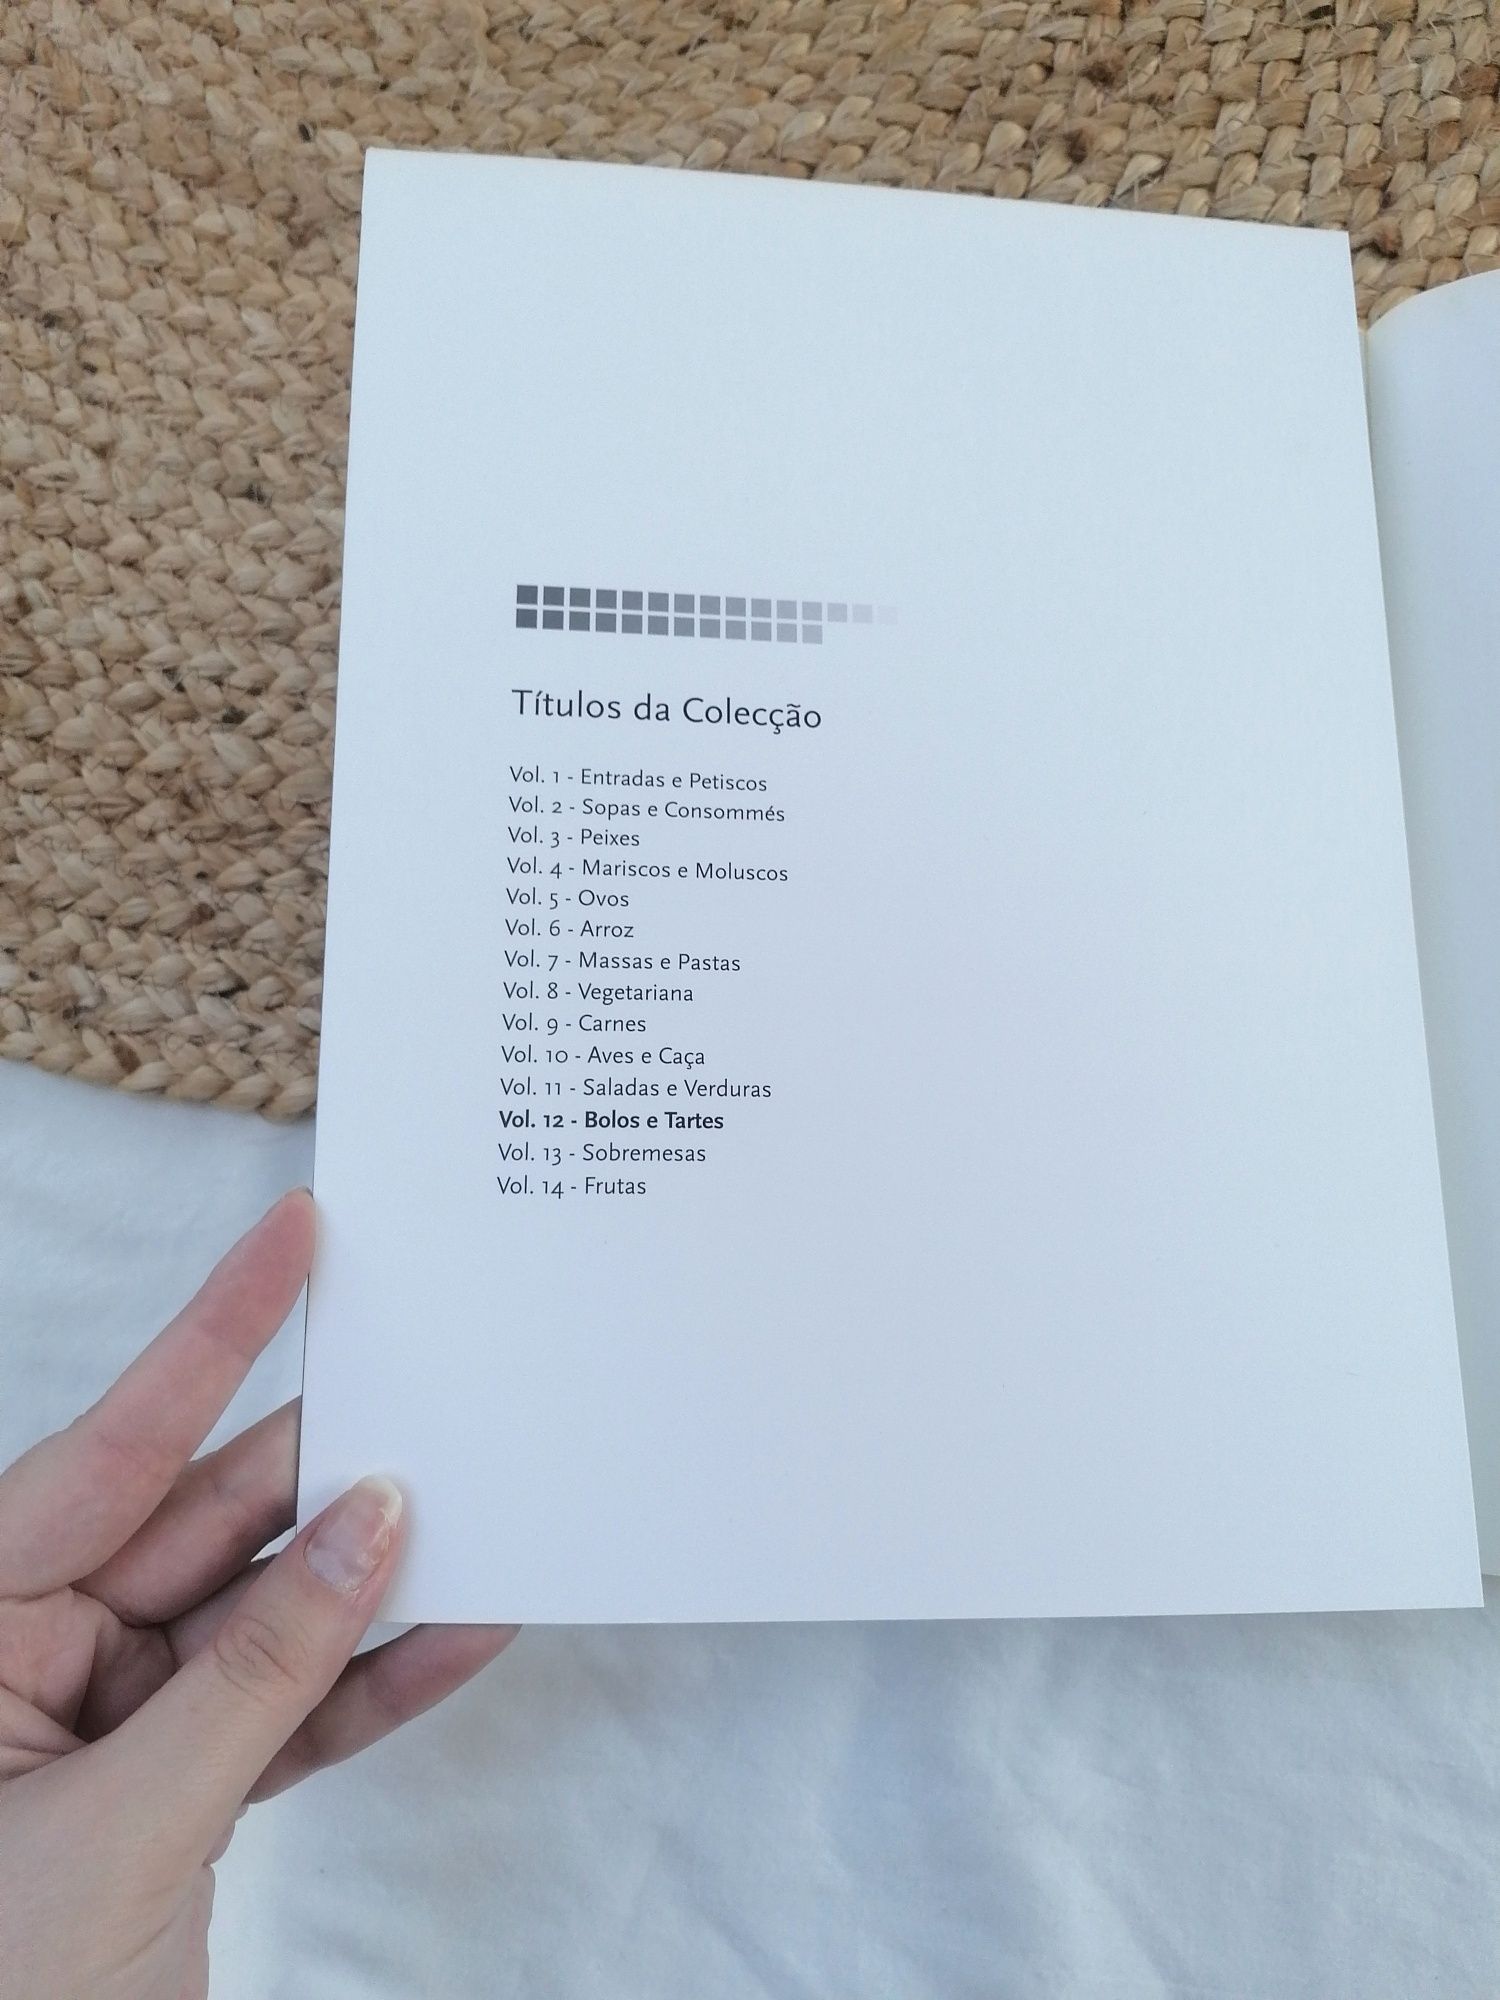 Títulos da Colecção
Vol. 1 - Entradas e Petiscos
Vol. 2 - Sopas e Consommés
Vol. 3 - Peixes
Vol. 4 - Mariscos e Moluscos
Vol. 5 - Ovos
Vol. 6 - Arroz
Vol. 7 - Massas e Pastas
Vol. 8 - Vegetariana
Vol. 9 - Carnes
Vol. 10 - Aves e Caça
Vol. 11 - Saladas e Verduras
Vol. 12 - Bolos e Tartes
Vol. 13 - Sobremesas
Vol. 14 - Frutas